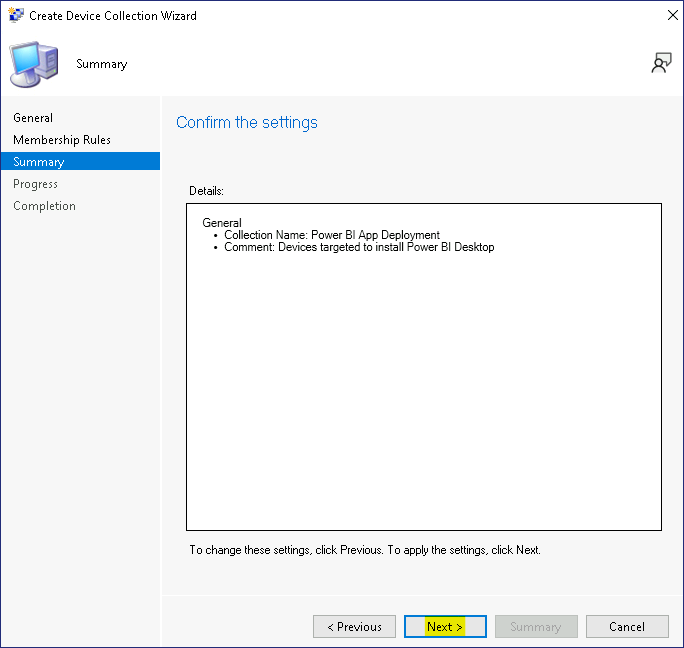 Create Device Collection Wizard
Summary
General
Membership Rules
Summary
Progress
Completion
Confirm the settings
Details:
General
• Collection Name: Power BI App Deployment
• Comment: Devices targeted to install Power BI Desktop
To change these settings, click Previous. To apply the settings, click Next.
< Previous
Next >
Summary
Cancel